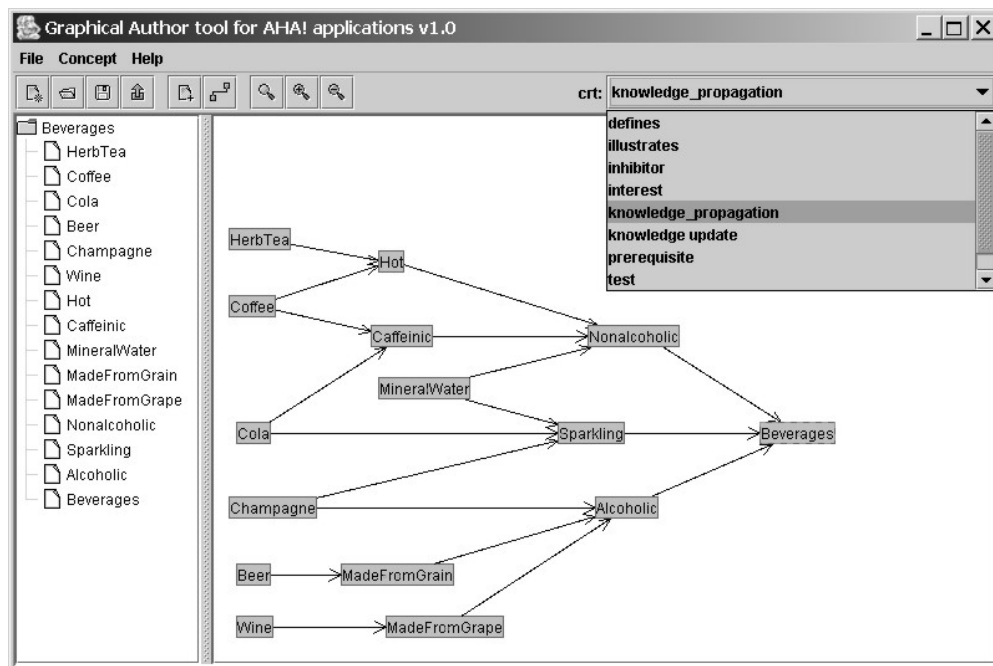 Graphical Author tool for AHA! applications v1.0
File Concept Help
crt: knowledge_propagation
defines
illustrates
inhibitor
interest
knowledge_propagation
knowledge update
prerequisite
test
Beverages
HerbTea
Coffee
Cola
Beer
Champagne
Wine
Hot
Caffeinic
MineralWater
MadeFromGrain
MadeFromGrape
Nonalcoholic
Sparkling
Alcoholic
Beverages
HerbTea
Hot
Coffee
Caffeinic
Nonalcoholic
MineralWater
Cola
Sparkling
Beverages
Champagne
Alcoholic
Beer
MadeFromGrain
Wine
MadeFromGrape